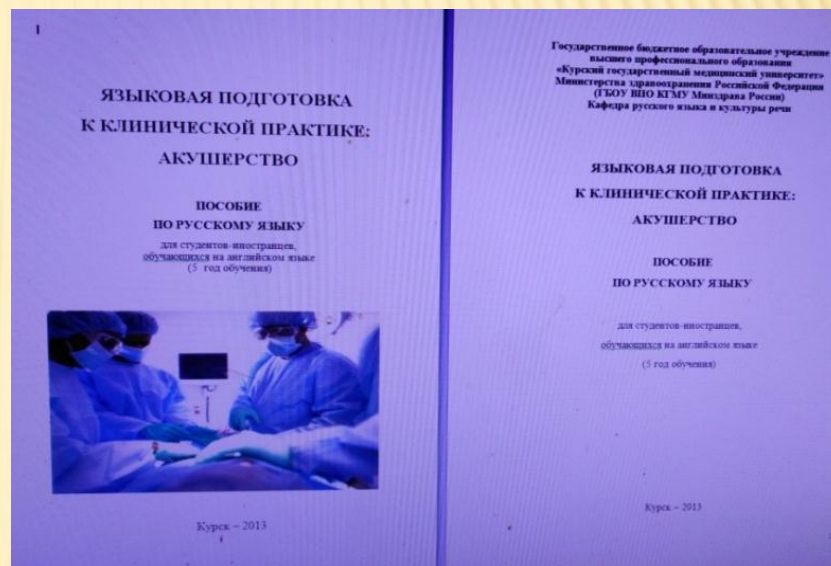 ЯЗЫКОВАЯ ПОДГОТОВКА
К КЛИНИЧЕСКОЙ ПРАКТИКЕ:
АКУШЕРСТВО
ПОСОБИЕ
ПО РУССКОМУ ЯЗЫКУ
для студентов-иностранцев,
обучающихся на английском языке
(5 год обучения)
Курск – 2013
Государственное бюджетное образовательное учреждение
высшего профессионального образования
«Курский государственный медицинский университет»
Министерства здравоохранения Российской Федерации
(ГБОУ ВПО КГМУ Минздрава России)
Кафедра русского языка и культуры речи
ЯЗЫКОВАЯ ПОДГОТОВКА
К КЛИНИЧЕСКОЙ ПРАКТИКЕ:
АКУШЕРСТВО
ПОСОБИЕ
ПО РУССКОМУ ЯЗЫКУ
для студентов-иностранцев,
обучающихся на английском языке
(5 год обучения)
Курск – 2013